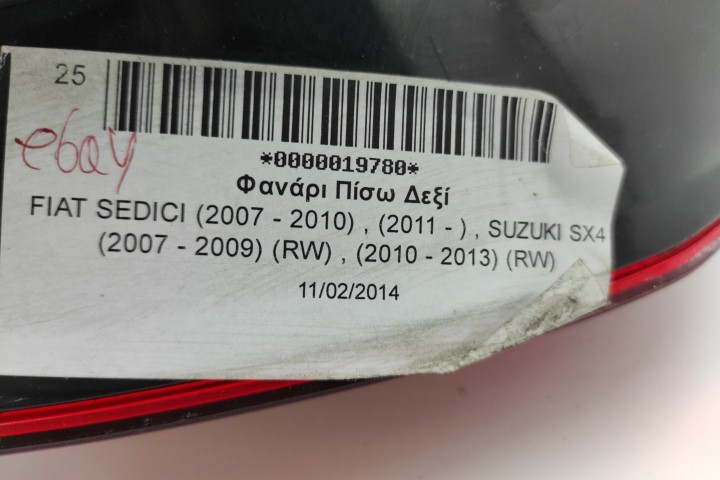 25
ebay
*0000019780*
Φανάρι Πίσω Δεξί
FIAT SEDICI (2007 - 2010) , (2011 - ) , SUZUKI SX4
(2007 - 2009) (RW) , (2010 - 2013) (RW)
11/02/2014